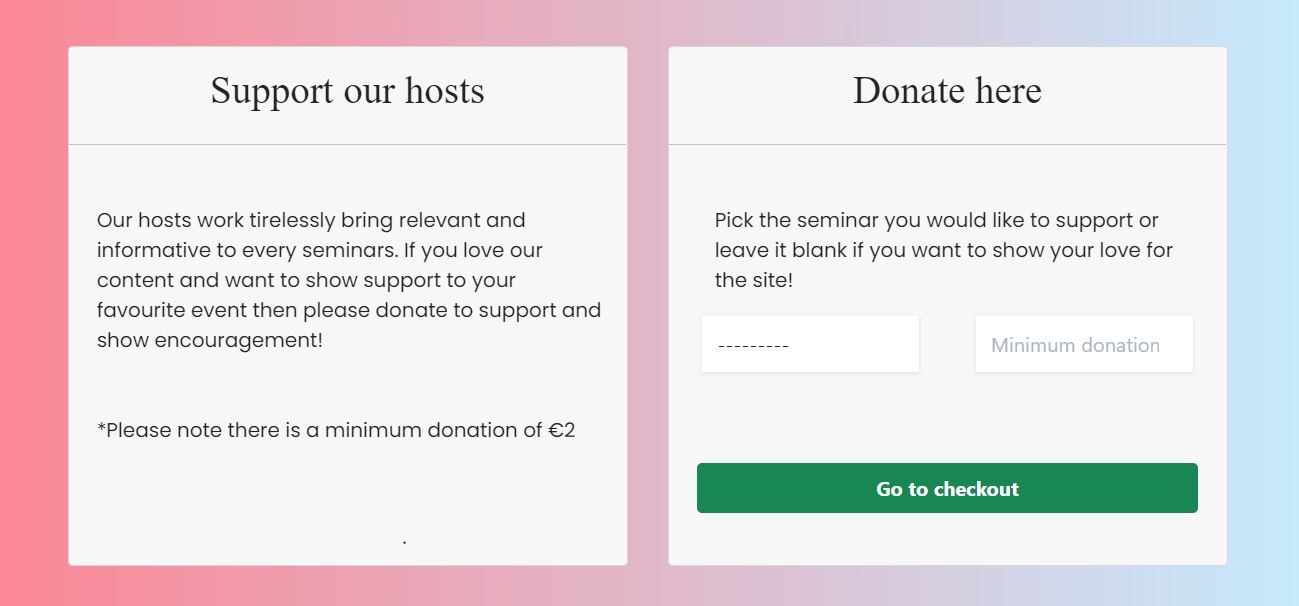 Support our hosts
Our hosts work tirelessly bring relevant and
informative to every seminars. If you love our
content and want to show support to your
favourite event then please donate to support and
show encouragement!
*Please note there is a minimum donation of €2
.
Donate here
Pick the seminar you would like to support or
leave it blank if you want to show your love for
the site!
---------
Minimum donation
Go to checkout